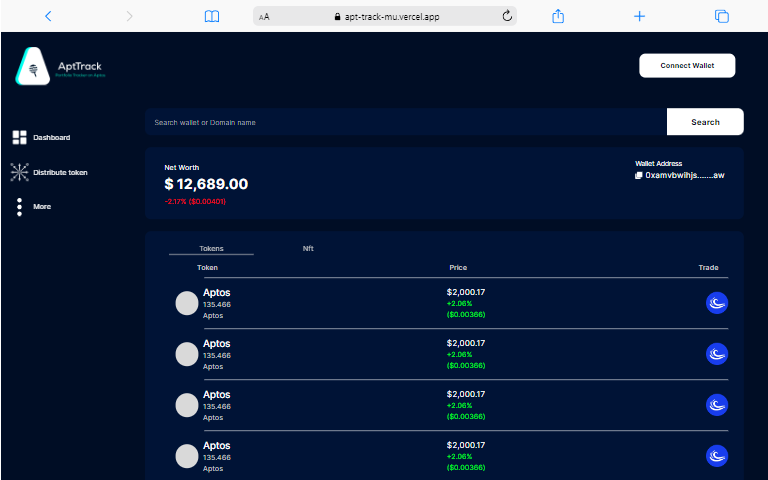 AA apt-track-mu.vercel.app
AptTrack
Portfolio Tracker on Aptos
Connect Wallet
Search wallet or Domain name
Search
Dashboard
Distribute token
More
Net Worth
$ 12,689.00
-2.17% ($0.00401)
Wallet Address
0xamvbwihjs.......aw
Tokens Nft
Token Price Trade
Aptos
135.466
Aptos
$2,000.17
+2.06%
($0.00366)
Aptos
135.466
Aptos
$2,000.17
+2.06%
($0.00366)
Aptos
135.466
Aptos
$2,000.17
+2.06%
($0.00366)
Aptos
135.466
Aptos
$2,000.17
+2.06%
($0.00366)